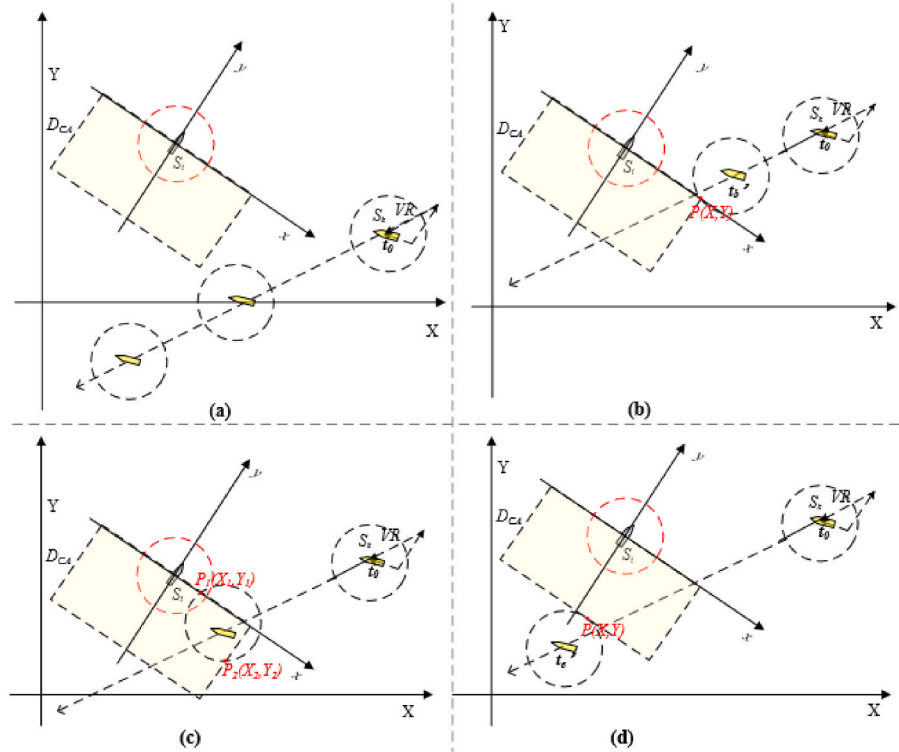 Y
y
D_CA
S_i
x
S_k
VR
t_0
X
(a)
Y
y
D_CA
S_i
S_k
VR
t_0
t_b
P(X,Y)
x
X
(b)
Y
y
D_CA
S_i
P_1(X_1,Y_1)
S_k
VR
t_0
P_2(X_2,Y_2)
x
X
(c)
Y
y
D_CA
S_i
S_k
VR
t_0
P(X,Y)
t_e
x
X
(d)